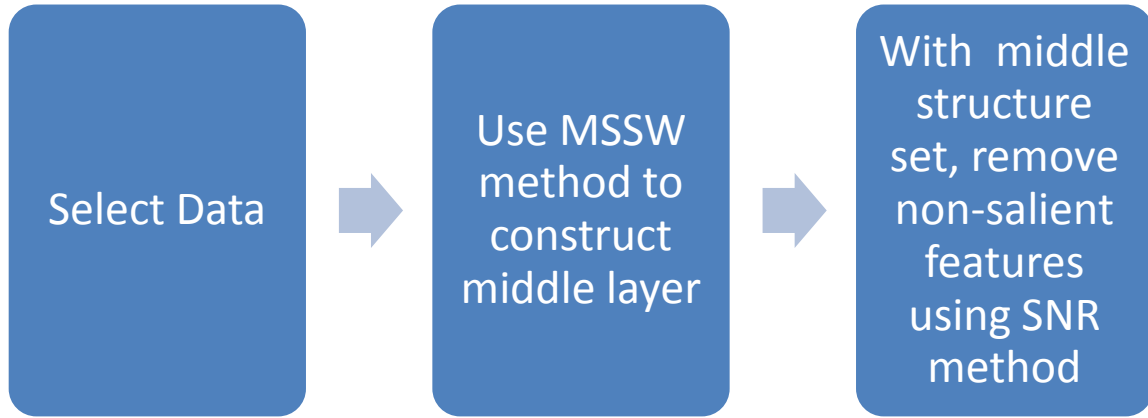 Select Data
Use MSSW
method to
construct
middle layer
With middle
structure
set, remove
non-salient
features
using SNR
method